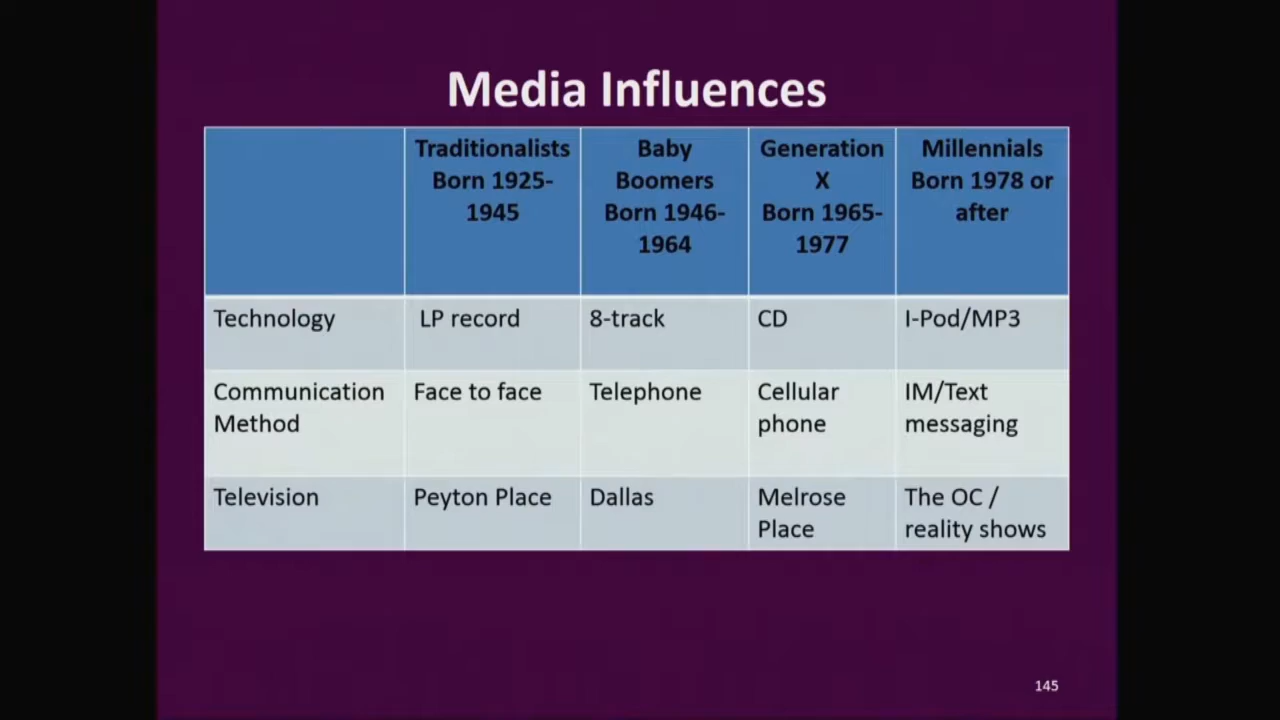 Media Influences
Traditionalists
Born 1925-
1945
Baby
Boomers
Born 1946-
1964
Generation
X
Born 1965-
1977
Millennials
Born 1978 or
after
Technology
LP record
8-track
CD
I-Pod/MP3
Communication
Method
Face to face
Telephone
Cellular
phone
IM/Text
messaging
Television
Peyton Place
Dallas
Melrose
Place
The OC /
reality shows
145